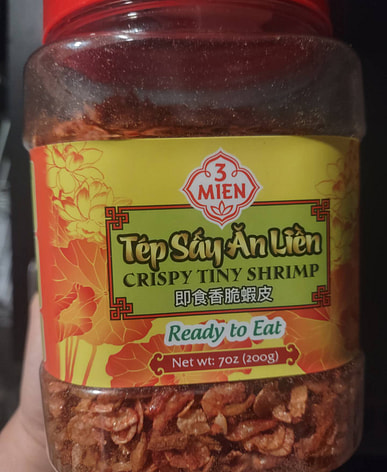 3
MIEN
Tép Sấy Ăn Liền
CRISPY TINY SHRIMP
即食香脆蝦皮
Ready to Eat
Net wt: 7oz (200g)